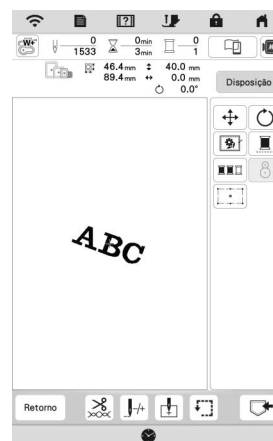 W+ 0 0min 0
1533 3min 1
46.4mm 40.0 mm
89.4mm 0.0 mm
0.0°
Disposição
ABC
Retorno
-/+